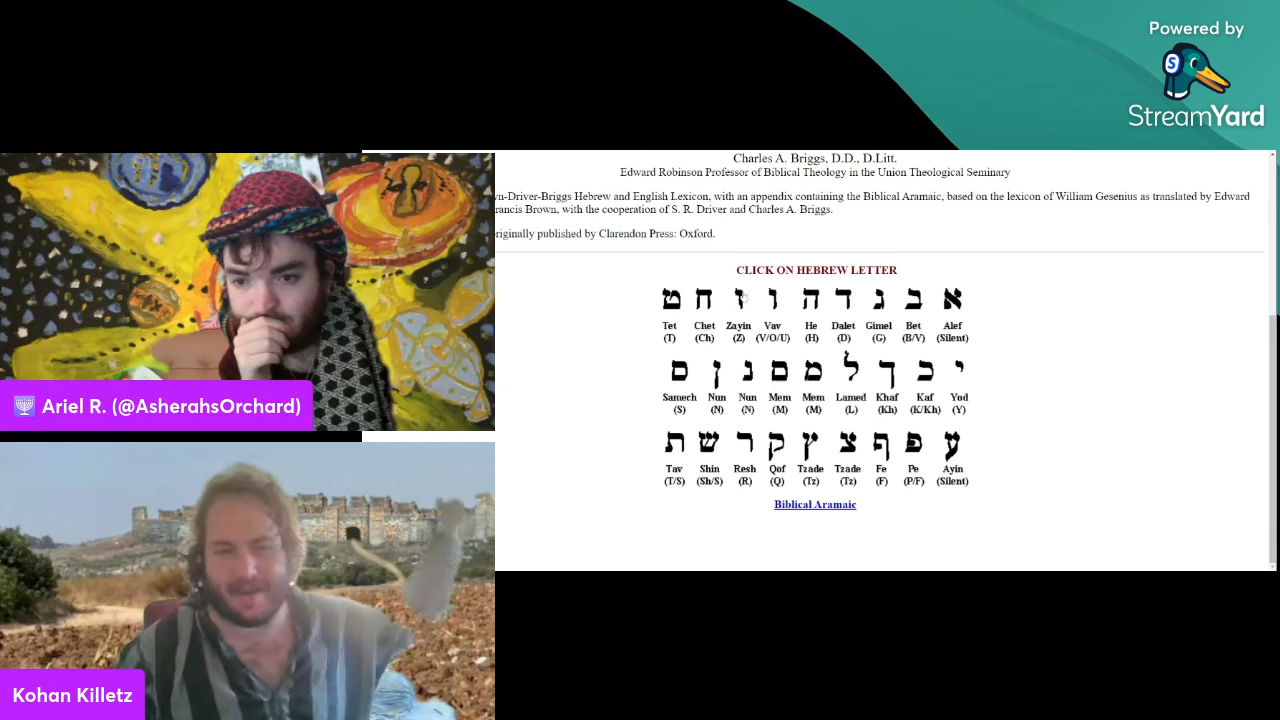 Powered by
StreamYard
Charles A. Briggs, D.D., D.Litt.
Edward Robinson Professor of Biblical Theology in the Union Theological Seminary
Hebrew and English Lexicon, with an appendix containing the Biblical Aramaic, based on the lexicon of William Gesenius as translated by Edward
Brown, with the cooperation of S. R. Driver and Charles A. Briggs.
published by Clarendon Press: Oxford.
CLICK ON HEBREW LETTER
א ב ג ד ה ו ז ח ט
Tet Chet Zayin Vav He Dalet Gimel Bet Alef
(T) (Ch) (Z) (V/O/U) (H) (D) (G) (B/V) (Silent)
י כ ך ל מ ם נ ן ס
Samech Nun Nun Mem Mem Lamed Khaf Kaf Yod
(S) (N) (N) (M) (M) (L) (Kh) (K/Kh) (Y)
ע פ ף צ ץ ק ר ש ת
Tav Shin Resh Qof Tzade Tzade Fe Pe Ayin
(T/S) (Sh/S) (R) (Q) (Tz) (Tz) (F) (P/F) (Silent)
Biblical Aramaic
Ariel R. (@AsherahsOrchard)
Kohan Killetz